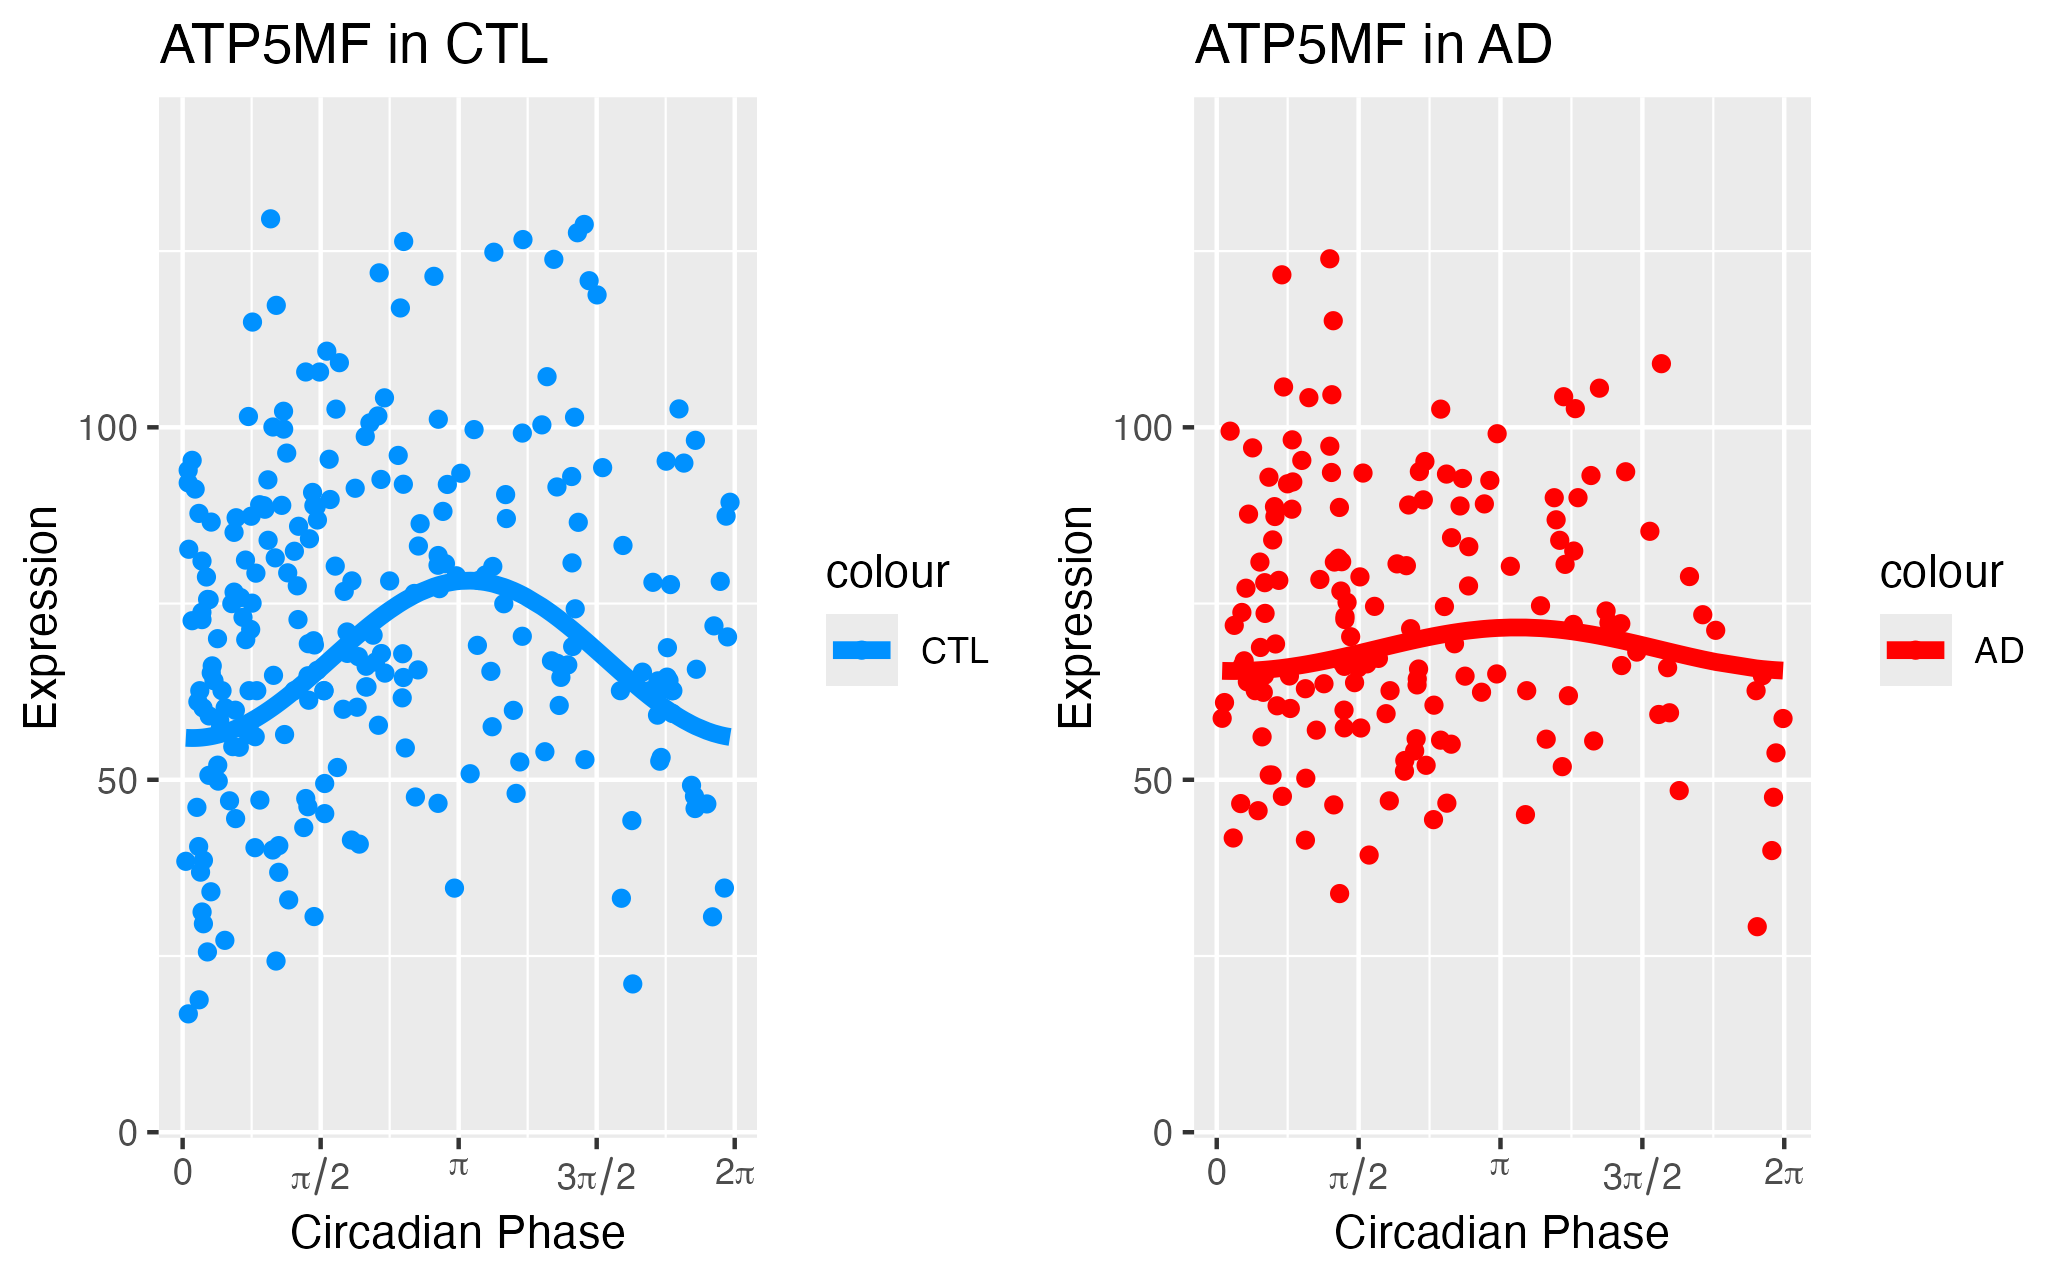 ATP5MF in CTL
Expression
100
50
0
0 π/2 π 3π/2 2π
Circadian Phase
colour
CTL
ATP5MF in AD
Expression
100
50
0
0 π/2 π 3π/2 2π
Circadian Phase
colour
AD